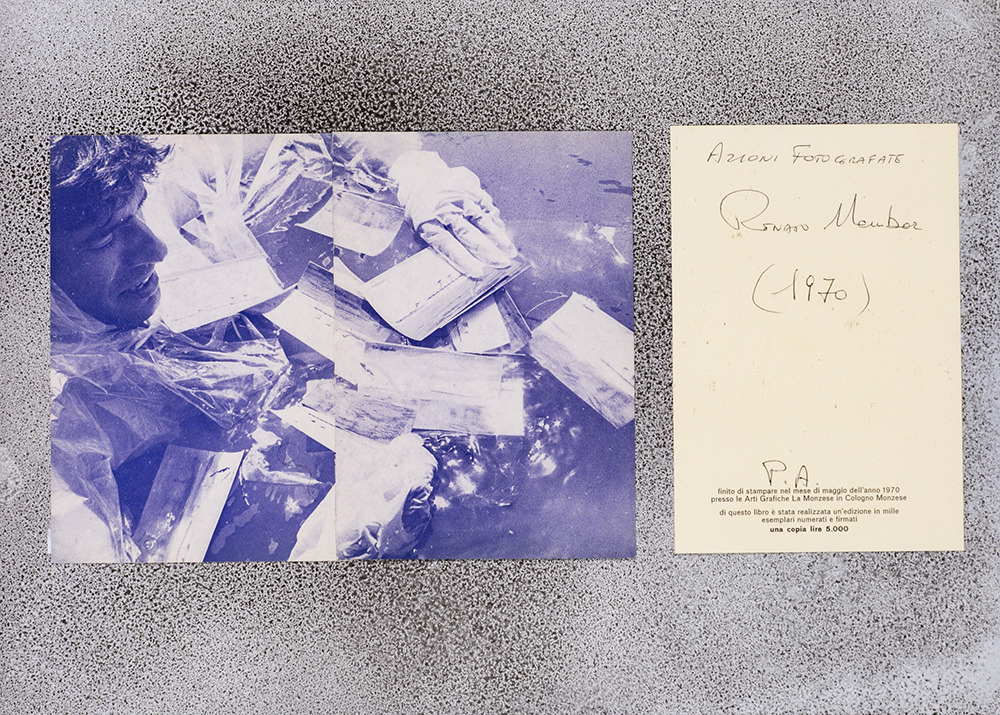 AZIONI FOTOGRAFATE
RENATO Mambor
(1970)
P.A.
finito di stampare nel mese di maggio dell'anno 1970
presso le Arti Grafiche La Monzese in Cologno Monzese
di questo libro è stata realizzata un'edizione in mille
esemplari numerati e firmati
una copia lire 5.000